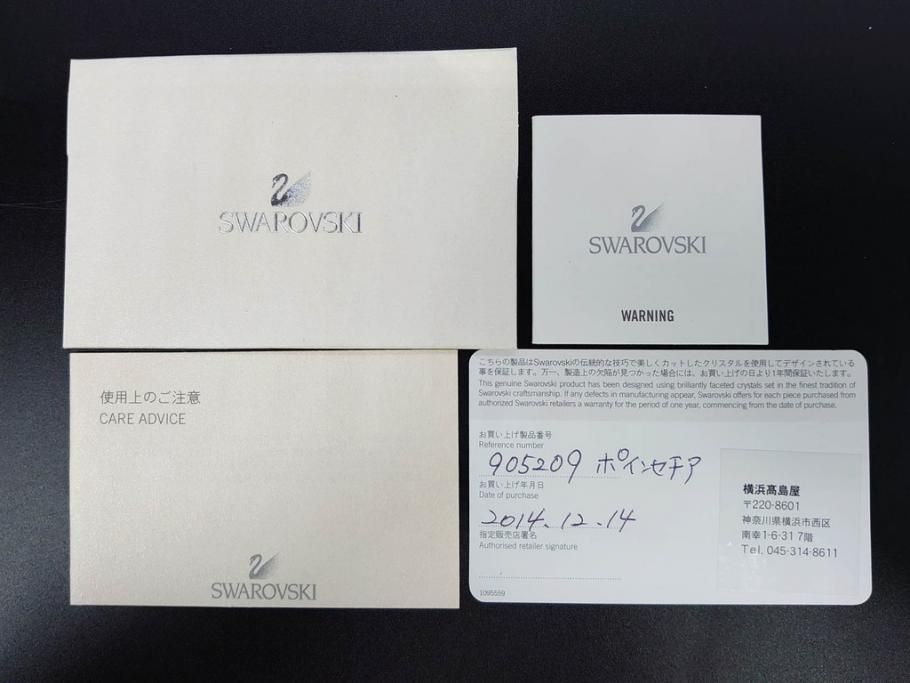 SWAROVSKI
SWAROVSKI
WARNING
使用上のご注意
CARE ADVICE
SWAROVSKI
こちらの製品はSwarovskiの伝統的な技巧で美しくカットしたクリスタルを使用してデザインされている
事を保証します。万一、製造上の欠陥が見つかった場合には、お買い上げの日より1年間保証いたします。
This genuine Swarovski product has been designed using brilliantly faceted crystals set in the finest tradition of
Swarovski craftsmanship. If any defects in manufacturing appear, Swarovski offers for each piece purchased from
authorized Swarovski retailers a warranty for the period of one year, commencing from the date of purchase.
お買い上げ製品番号
Reference number
905209 ポインセチア
お買い上げ年月日
Date of purchase
2014.12.14
指定販売店署名
Authorised retailer signature
1095559
横浜髙島屋
〒220-8601
神奈川県横浜市西区
南幸1-6-31 7階
Tel. 045-314-8611